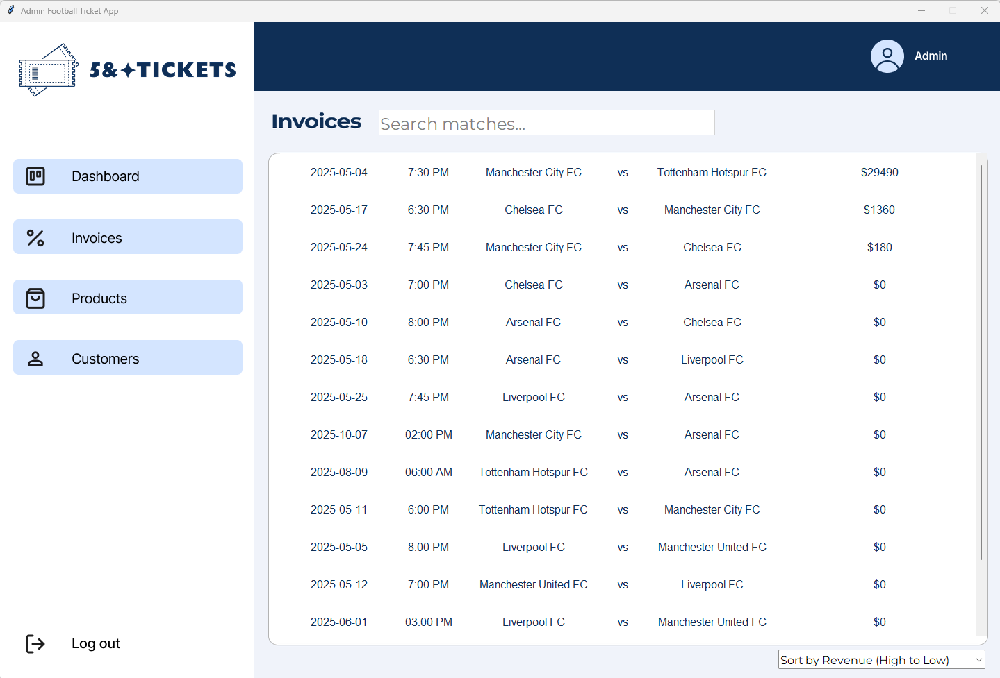 Admin Football Ticket App
5&✦TICKETS
Admin
Invoices
Search matches...
Dashboard
Invoices
Products
Customers
Log out
2025-05-04 7:30 PM Manchester City FC vs Tottenham Hotspur FC $29490
2025-05-17 6:30 PM Chelsea FC vs Manchester City FC $1360
2025-05-24 7:45 PM Manchester City FC vs Chelsea FC $180
2025-05-03 7:00 PM Chelsea FC vs Arsenal FC $0
2025-05-10 8:00 PM Arsenal FC vs Chelsea FC $0
2025-05-18 6:30 PM Arsenal FC vs Liverpool FC $0
2025-05-25 7:45 PM Liverpool FC vs Arsenal FC $0
2025-10-07 02:00 PM Manchester City FC vs Arsenal FC $0
2025-08-09 06:00 AM Tottenham Hotspur FC vs Arsenal FC $0
2025-05-11 6:00 PM Tottenham Hotspur FC vs Manchester City FC $0
2025-05-05 8:00 PM Liverpool FC vs Manchester United FC $0
2025-05-12 7:00 PM Manchester United FC vs Liverpool FC $0
2025-06-01 03:00 PM Liverpool FC vs Manchester United FC $0
Sort by Revenue (High to Low)